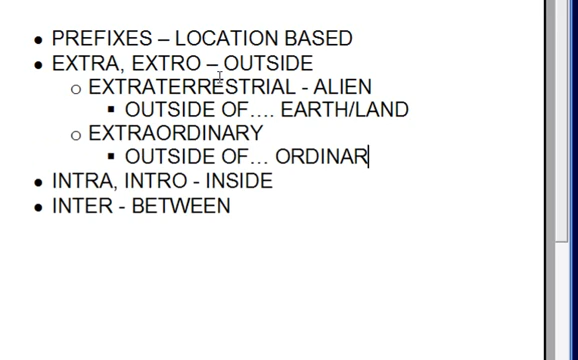 • PREFIXES – LOCATION BASED
• EXTRA, EXTRO – OUTSIDE
o EXTRATERRESTRIAL - ALIEN
▪ OUTSIDE OF…. EARTH/LAND
o EXTRAORDINARY
▪ OUTSIDE OF… ORDINAR
• INTRA, INTRO - INSIDE
• INTER - BETWEEN